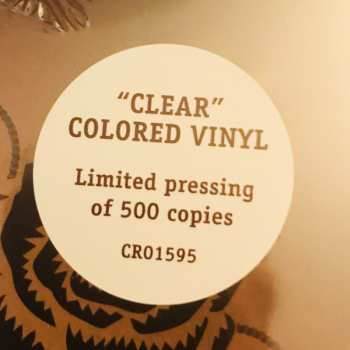 “CLEAR”
COLORED VINYL
Limited pressing
of 500 copies
CR01595